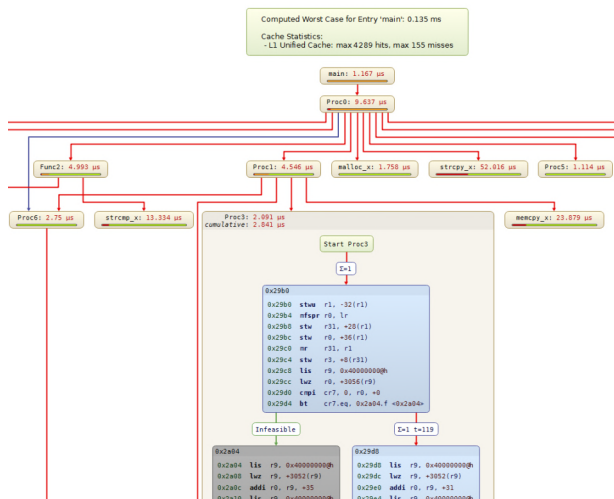 Computed Worst Case for Entry 'main': 0.135 ms
Cache Statistics:
- L1 Unified Cache: max 4289 hits, max 155 misses
main: 1.167 µs
Proc0: 9.637 µs
Func2: 4.993 µs
Proc1: 4.546 µs
malloc_x: 1.758 µs
strcpy_x: 52.016 µs
Proc5: 1.114 µs
Proc6: 2.75 µs
strcmp_x: 13.334 µs
Proc3: 2.091 µs
cumulative: 2.841 µs
memcpy_x: 23.879 µs
Start Proc3
Σ=1
0x29b0
0x29b0 stwu r1, -32(r1)
0x29b4 mfspr r0, lr
0x29b8 stw r31, +28(r1)
0x29bc stw r0, +36(r1)
0x29c0 mr r31, r1
0x29c4 stw r3, +8(r31)
0x29c8 lis r9, 0x40000000@h
0x29cc lwz r0, +3056(r9)
0x29d0 cmpi cr7, 0, r0, +0
0x29d4 bt cr7.eq, 0x2a04.f <0x2a04>
Infeasible
Σ=1 t=119
0x2a04
0x2a04 lis r9, 0x40000000@h
0x2a08 lwz r9, +3052(r9)
0x2a0c addi r0, r9, +35
0x2a10 lis r9, 0x40000000@h
0x29d8
0x29d8 lis r9, 0x40000000@h
0x29dc lwz r9, +3052(r9)
0x29e0 addi r0, r9, +31
0x29e4 lis r9, 0x40000000@h